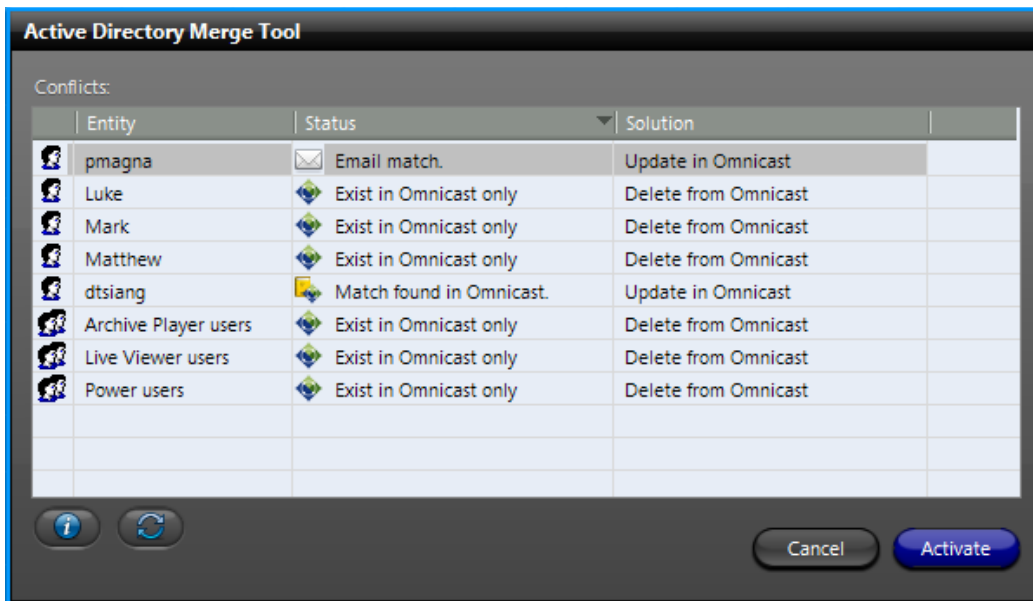 Active Directory Merge Tool
Conflicts:
Entity Status Solution
pmagna Email match. Update in Omnicast
Luke Exist in Omnicast only Delete from Omnicast
Mark Exist in Omnicast only Delete from Omnicast
Matthew Exist in Omnicast only Delete from Omnicast
dtsiang Match found in Omnicast. Update in Omnicast
Archive Player users Exist in Omnicast only Delete from Omnicast
Live Viewer users Exist in Omnicast only Delete from Omnicast
Power users Exist in Omnicast only Delete from Omnicast
Cancel Activate